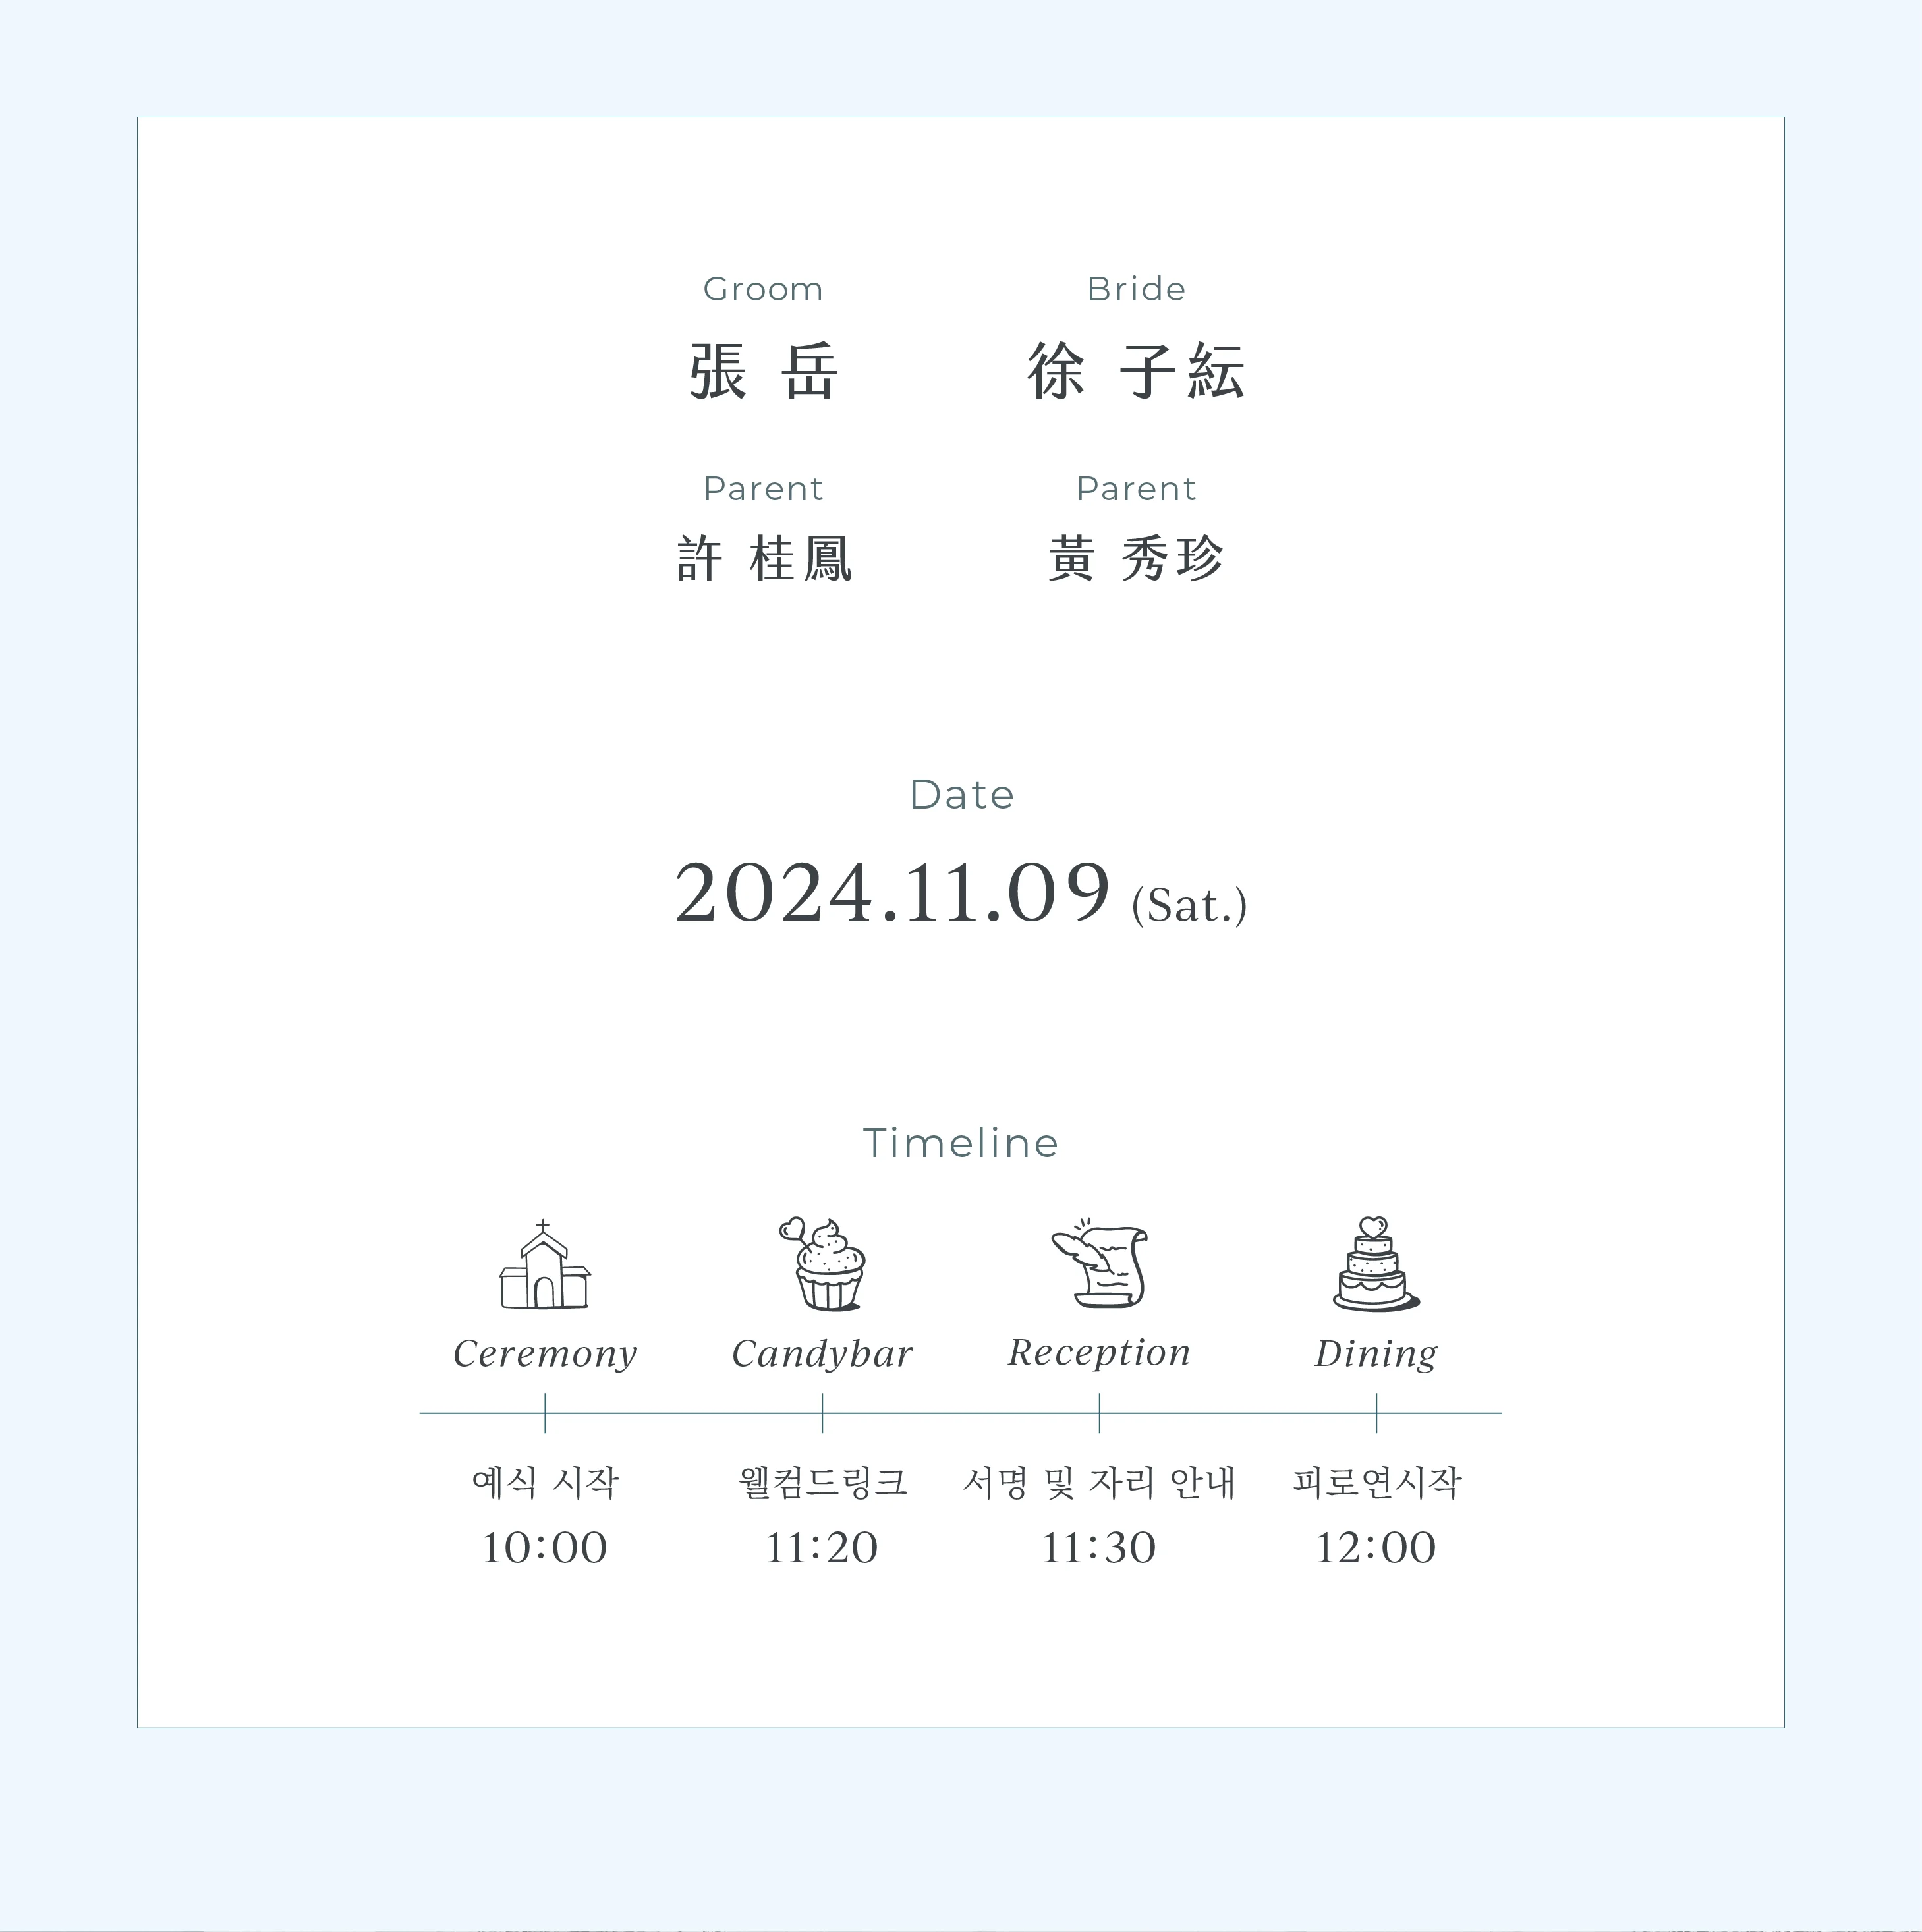 Groom
張 岳
Bride
徐 子紜
Parent
許 桂鳳
Parent
黃 秀珍
Date
2024.11.09 (Sat.)
Timeline
Ceremony
Candybar
Reception
Dining
예식 시작
웰컴드링크
서명 및 자리 안내
피로연시작
10:00
11:20
11:30
12:00